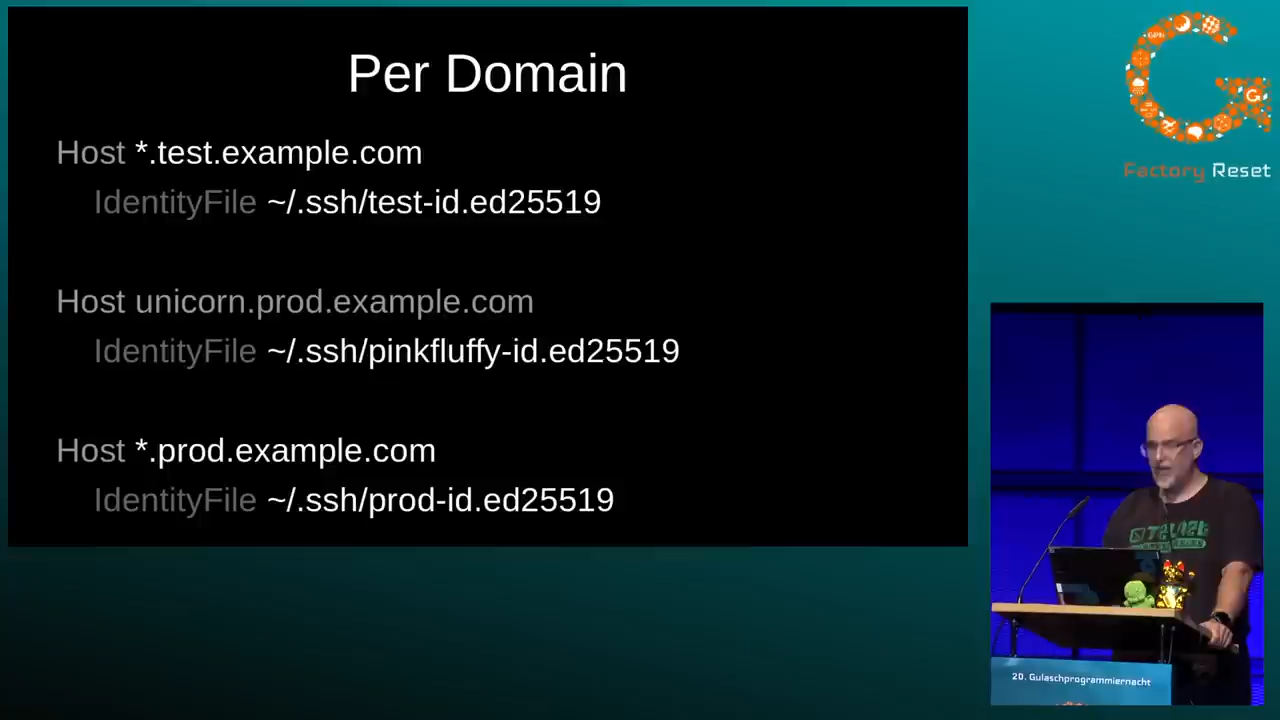 Per Domain
Host *.test.example.com
IdentityFile ~/.ssh/test-id.ed25519
Host unicorn.prod.example.com
IdentityFile ~/.ssh/pinkfluffy-id.ed25519
Host *.prod.example.com
IdentityFile ~/.ssh/prod-id.ed25519
Factory Reset
20. Gulaschprogrammiernacht